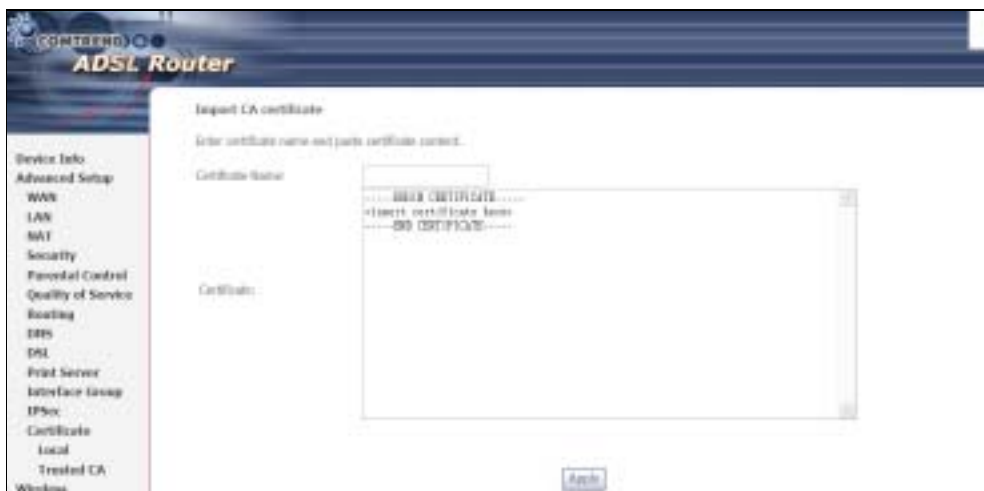 COMTREND
ADSL Router
Import CA certificate
Enter certificate name and paste certificate content.
Certificate Name:
-----BEGIN CERTIFICATE-----
<insert certificate here>
-----END CERTIFICATE-----
Certificate:
Apply
Device Info
Advanced Setup
WAN
LAN
NAT
Security
Parental Control
Quality of Service
Routing
DNS
DSL
Print Server
Interface Group
IPSec
Certificate
Local
Trusted CA
Wireless